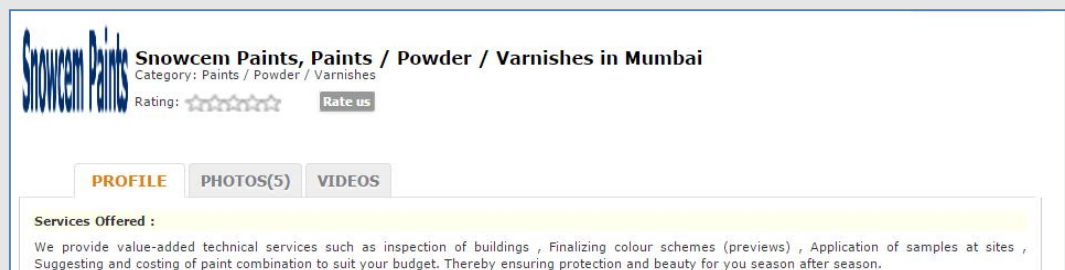 Snowcem Paints
Snowcem Paints, Paints / Powder / Varnishes in Mumbai
Category: Paints / Powder / Varnishes
Rating: Rate us
PROFILE PHOTOS(5) VIDEOS
Services Offered :
We provide value-added technical services such as inspection of buildings , Finalizing colour schemes (previews) , Application of samples at sites ,
Suggesting and costing of paint combination to suit your budget. Thereby ensuring protection and beauty for you season after season.